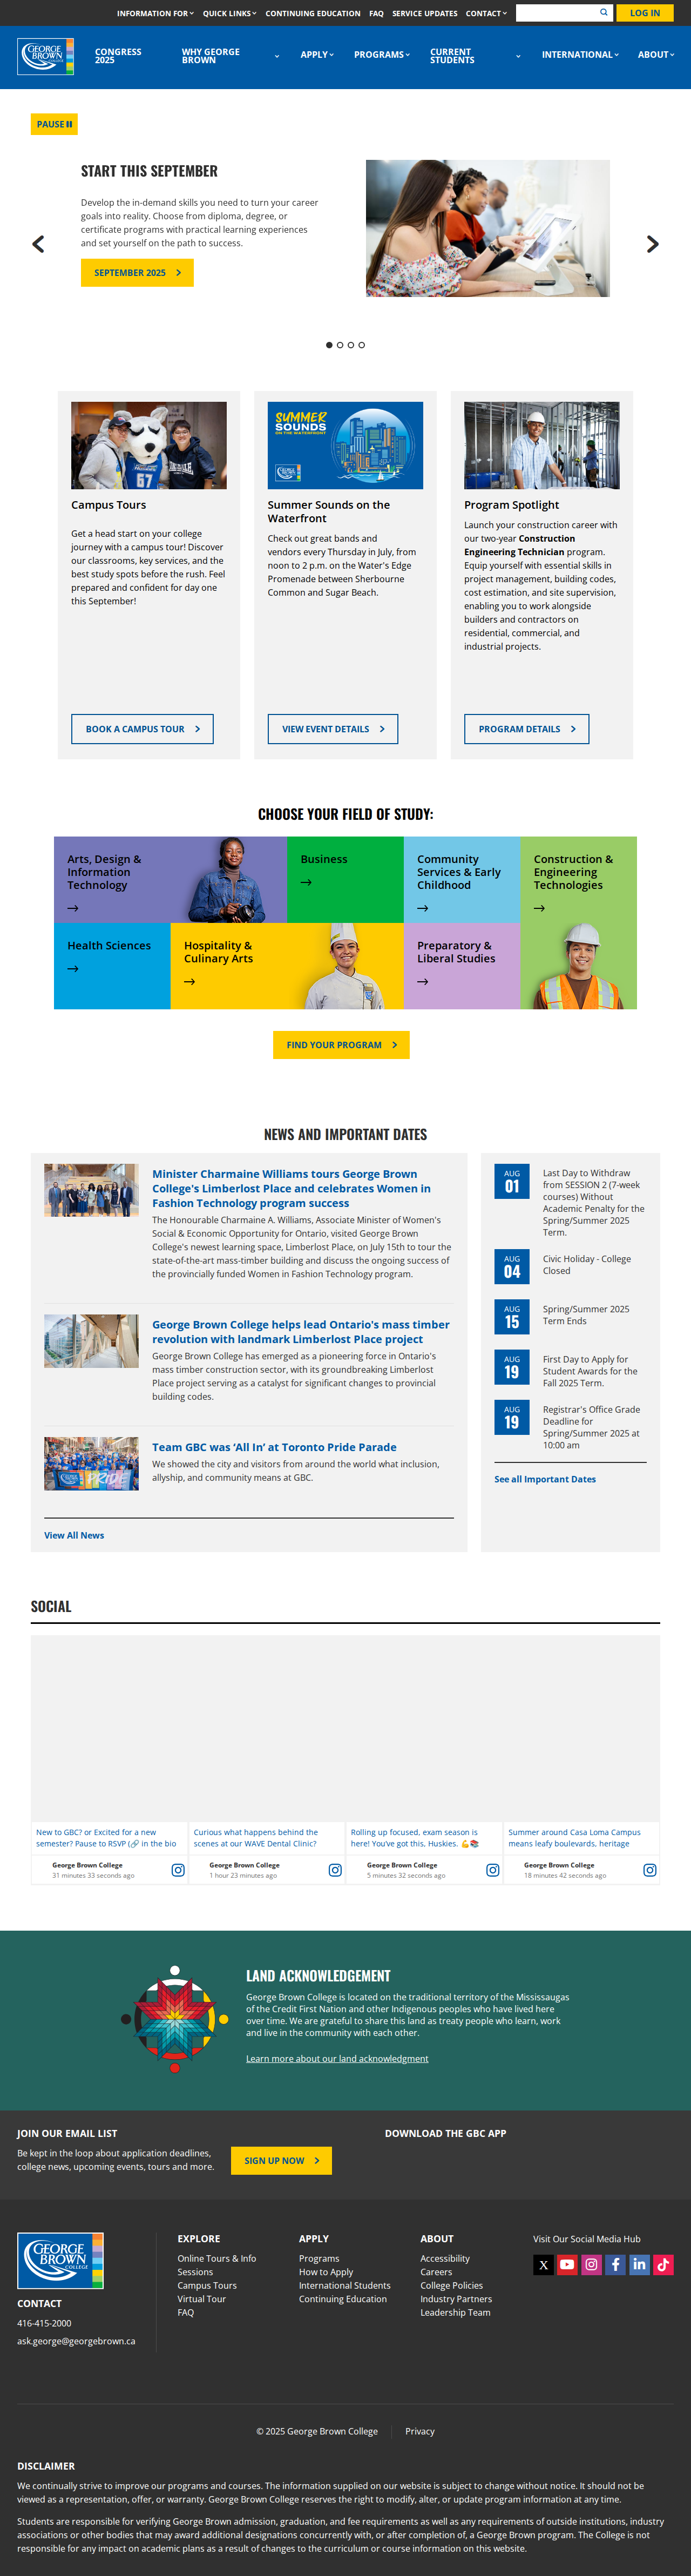 INFORMATION FOR QUICK LINKS CONTINUING EDUCATION FAQ SERVICE UPDATES CONTACT LOG IN
GEORGE BROWN COLLEGE
CONGRESS 2025
WHY GEORGE BROWN
APPLY
PROGRAMS
CURRENT STUDENTS
INTERNATIONAL
ABOUT
PAUSE
START THIS SEPTEMBER
Develop the in-demand skills you need to turn your career
goals into reality. Choose from diploma, degree, or
certificate programs with practical learning experiences
and set yourself on the path to success.
SEPTEMBER 2025
57
Campus Tours
Get a head start on your college
journey with a campus tour! Discover
our classrooms, key services, and the
best study spots before the rush. Feel
prepared and confident for day one
this September!
BOOK A CAMPUS TOUR
SUMMER
SOUNDS
ON THE WATERFRONT
Summer Sounds on the
Waterfront
Check out great bands and
vendors every Thursday in July, from
noon to 2 p.m. on the Water's Edge
Promenade between Sherbourne
Common and Sugar Beach.
VIEW EVENT DETAILS
Program Spotlight
Launch your construction career with
our two-year Construction
Engineering Technician program.
Equip yourself with essential skills in
project management, building codes,
cost estimation, and site supervision,
enabling you to work alongside
builders and contractors on
residential, commercial, and
industrial projects.
PROGRAM DETAILS
CHOOSE YOUR FIELD OF STUDY:
Arts, Design &
Information
Technology
Business
Community
Services & Early
Childhood
Construction &
Engineering
Technologies
Health Sciences
Hospitality &
Culinary Arts
Preparatory &
Liberal Studies
FIND YOUR PROGRAM
NEWS AND IMPORTANT DATES
Minister Charmaine Williams tours George Brown
College's Limberlost Place and celebrates Women in
Fashion Technology program success
The Honourable Charmaine A. Williams, Associate Minister of Women's
Social & Economic Opportunity for Ontario, visited George Brown
College's newest learning space, Limberlost Place, on July 15th to tour the
state-of-the-art mass-timber building and discuss the ongoing success of
the provincially funded Women in Fashion Technology program.
George Brown College helps lead Ontario's mass timber
revolution with landmark Limberlost Place project
George Brown College has emerged as a pioneering force in Ontario's
mass timber construction sector, with its groundbreaking Limberlost
Place project serving as a catalyst for significant changes to provincial
building codes.
PRIDE
Team GBC was ‘All In’ at Toronto Pride Parade
We showed the city and visitors from around the world what inclusion,
allyship, and community means at GBC.
View All News
AUG
01
Last Day to Withdraw
from SESSION 2 (7-week
courses) Without
Academic Penalty for the
Spring/Summer 2025
Term.
AUG
04
Civic Holiday - College
Closed
AUG
15
Spring/Summer 2025
Term Ends
AUG
19
First Day to Apply for
Student Awards for the
Fall 2025 Term.
AUG
19
Registrar's Office Grade
Deadline for
Spring/Summer 2025 at
10:00 am
See all Important Dates
SOCIAL
New to GBC? or Excited for a new
semester? Pause to RSVP (🔗 in the bio
George Brown College
31 minutes 33 seconds ago
Curious what happens behind the
scenes at our WAVE Dental Clinic?
George Brown College
1 hour 23 minutes ago
Rolling up focused, exam season is
here! You’ve got this, Huskies. 💪📚
George Brown College
5 minutes 32 seconds ago
Summer around Casa Loma Campus
means leafy boulevards, heritage
George Brown College
18 minutes 42 seconds ago
LAND ACKNOWLEDGEMENT
George Brown College is located on the traditional territory of the Mississaugas
of the Credit First Nation and other Indigenous peoples who have lived here
over time. We are grateful to share this land as treaty people who learn, work
and live in the community with each other.
Learn more about our land acknowledgment
JOIN OUR EMAIL LIST
Be kept in the loop about application deadlines,
college news, upcoming events, tours and more.
SIGN UP NOW
DOWNLOAD THE GBC APP
GEORGE BROWN COLLEGE
CONTACT
416-415-2000
ask.george@georgebrown.ca
EXPLORE
Online Tours & Info
Sessions
Campus Tours
Virtual Tour
FAQ
APPLY
Programs
How to Apply
International Students
Continuing Education
ABOUT
Accessibility
Careers
College Policies
Industry Partners
Leadership Team
Visit Our Social Media Hub
© 2025 George Brown College Privacy
DISCLAIMER
We continually strive to improve our programs and courses. The information supplied on our website is subject to change without notice. It should not be
viewed as a representation, offer, or warranty. George Brown College reserves the right to modify, alter, or update program information at any time.
Students are responsible for verifying George Brown admission, graduation, and fee requirements as well as any requirements of outside institutions, industry
associations or other bodies that may award additional designations concurrently with, or after completion of, a George Brown program. The College is not
responsible for any impact on academic plans as a result of changes to the curriculum or course information on this website.